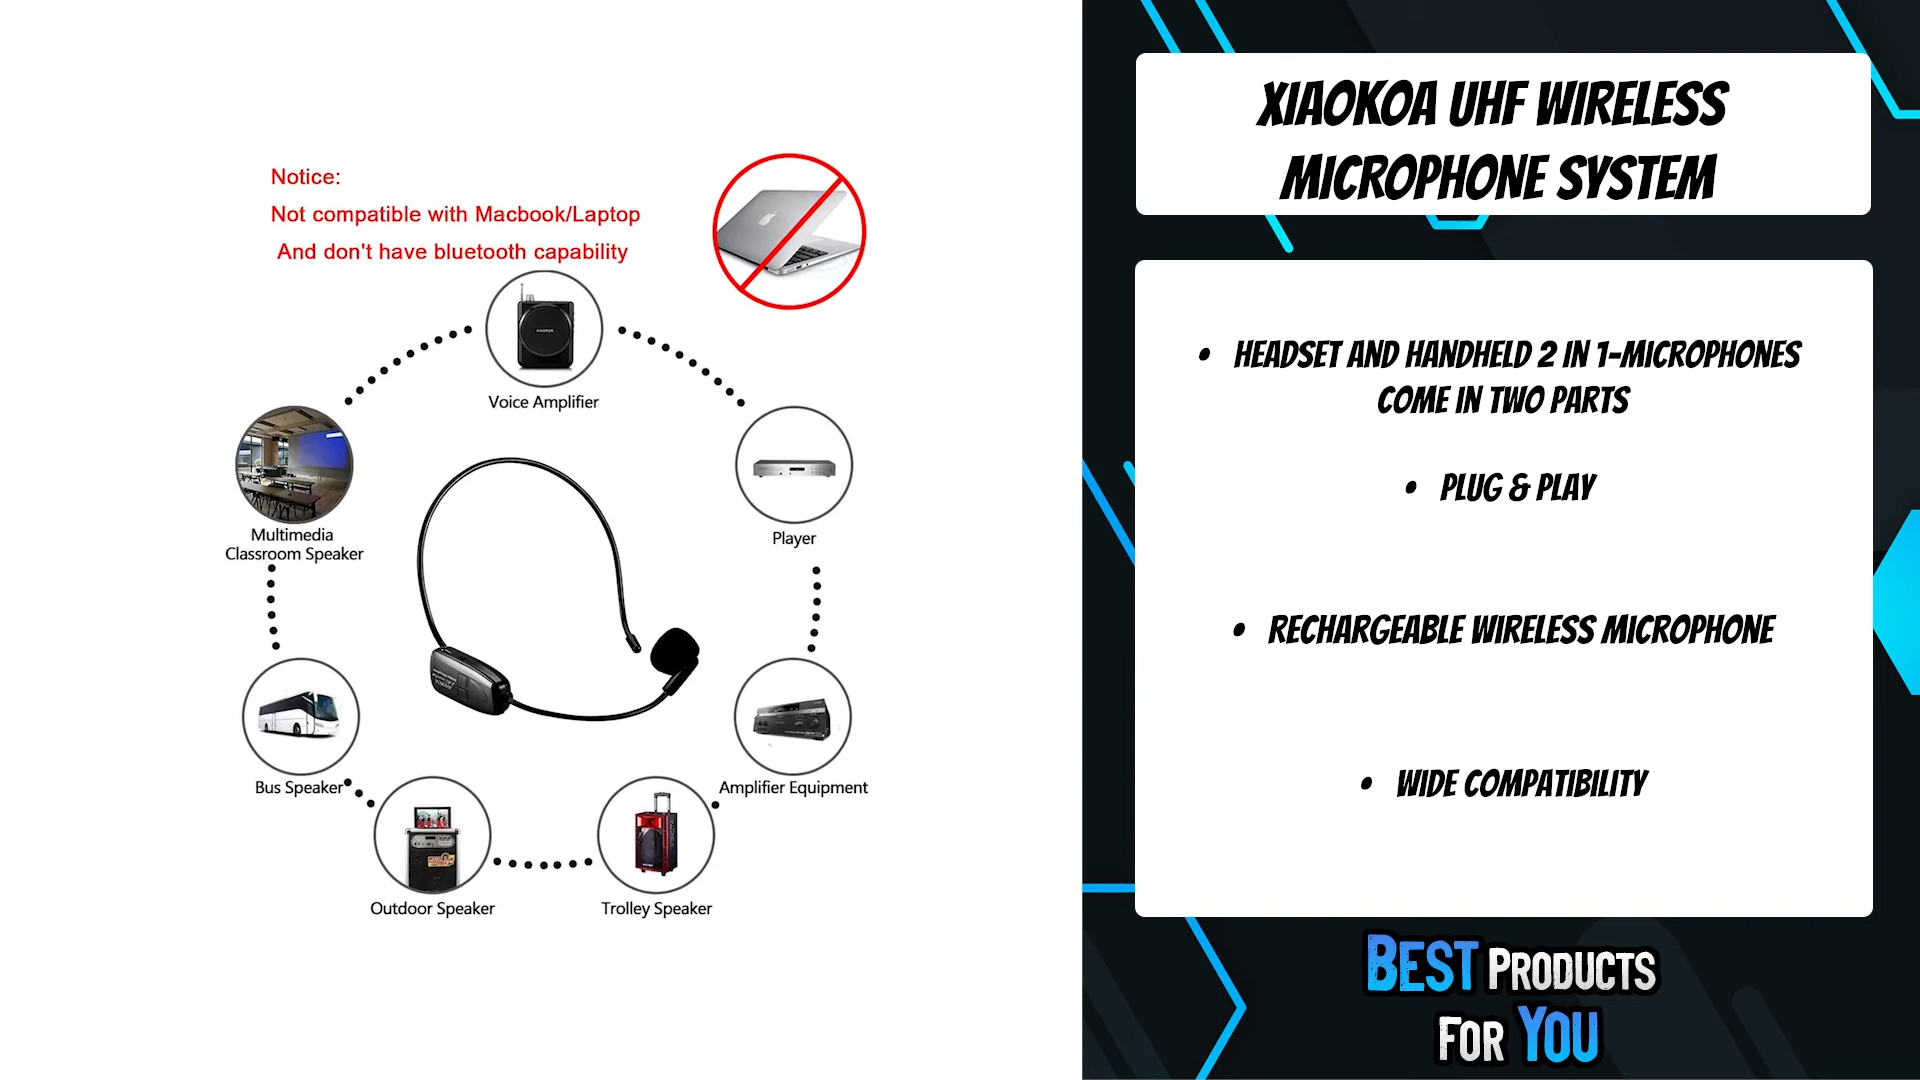 Notice:
Not compatible with Macbook/Laptop
And don't have bluetooth capability
Voice Amplifier
Multimedia
Classroom Speaker
Player
Bus Speaker
Amplifier Equipment
Outdoor Speaker
Trolley Speaker
XIAOKOA UHF WIRELESS
MICROPHONE SYSTEM
• HEADSET AND HANDHELD 2 IN 1-MICROPHONES
COME IN TWO PARTS
• PLUG & PLAY
• RECHARGEABLE WIRELESS MICROPHONE
• WIDE COMPATIBILITY
BEST PRODUCTS
FOR YOU